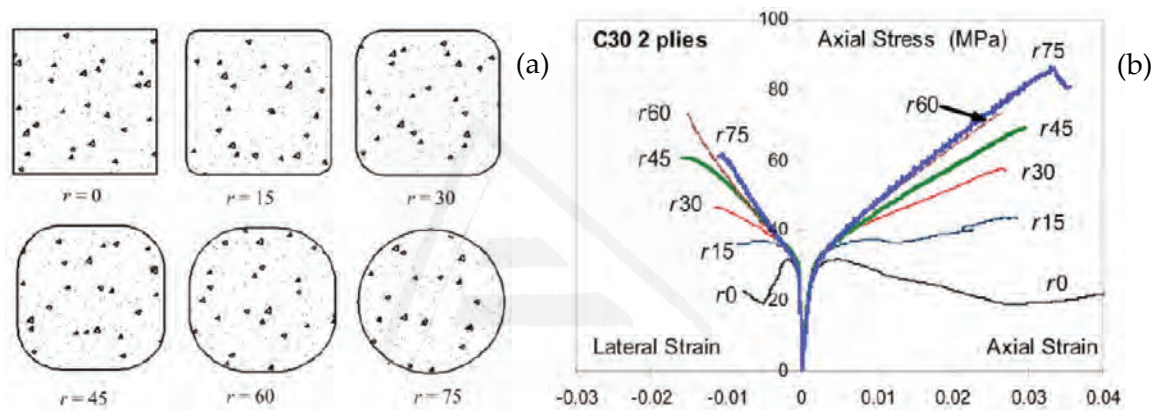 (a)
r = 0
r = 15
r = 30
r = 45
r = 60
r = 75
(b)
C30 2 plies
Axial Stress (MPa)
100
80
60
40
20
0
r60
r75
r45
r30
r15
r0
r75
r60
r45
r30
r15
r0
Lateral Strain
Axial Strain
-0.03 -0.02 -0.01 0 0.01 0.02 0.03 0.04